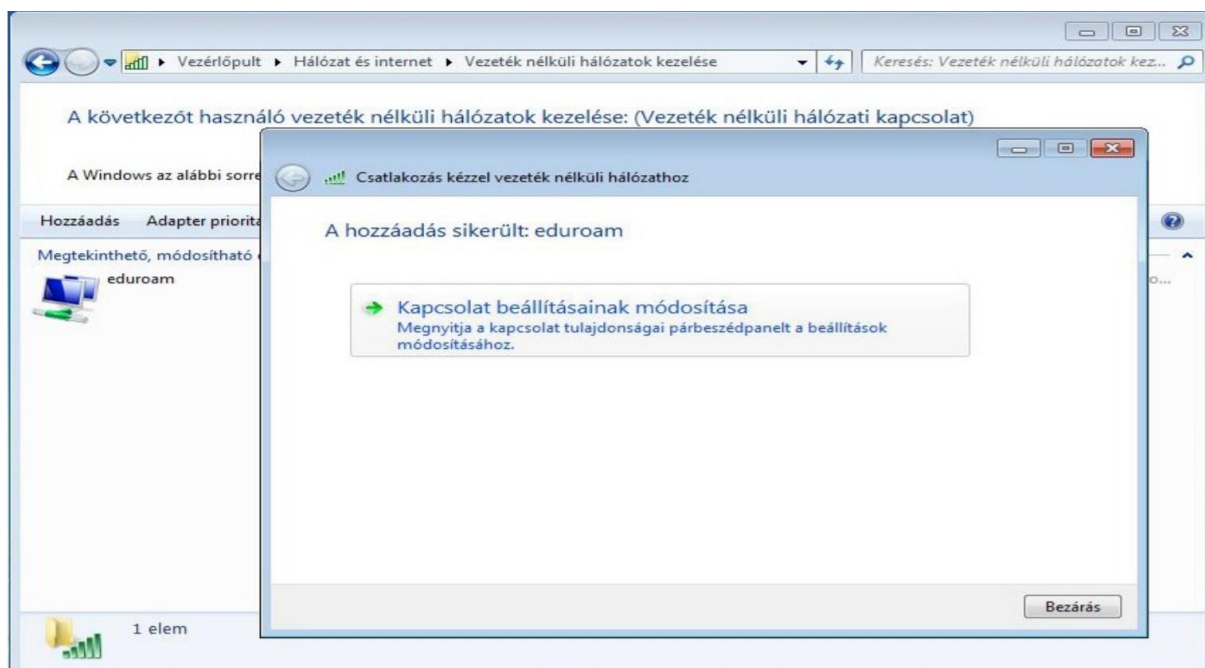 Vezérlőpult ▸ Hálózat és internet ▸ Vezeték nélküli hálózatok kezelése
Keresés: Vezeték nélküli hálózatok kez...
A következőt használó vezeték nélküli hálózatok kezelése: (Vezeték nélküli hálózati kapcsolat)
A Windows az alábbi
Csatlakozás kézzel vezeték nélküli hálózathoz
Hozzáadás Adapter
A hozzáadás sikerült: eduroam
Megtekinthető, módosítható
eduroam
Kapcsolat beállításainak módosítása
Megnyitja a kapcsolat tulajdonságai párbeszédpanelt a beállítások
módosításához.
Bezárás
1 elem